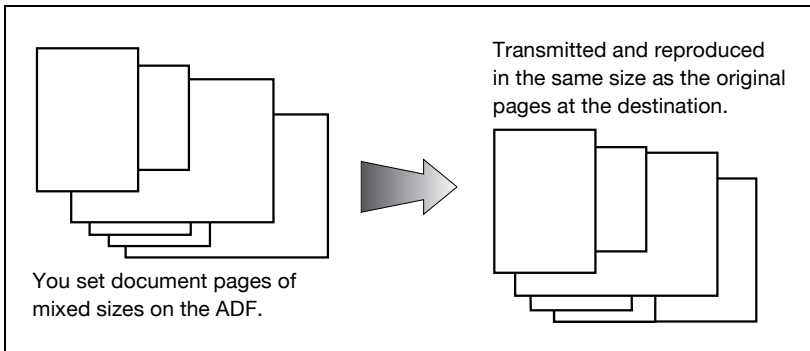 You set document pages of
mixed sizes on the ADF.
Transmitted and reproduced
in the same size as the original
pages at the destination.